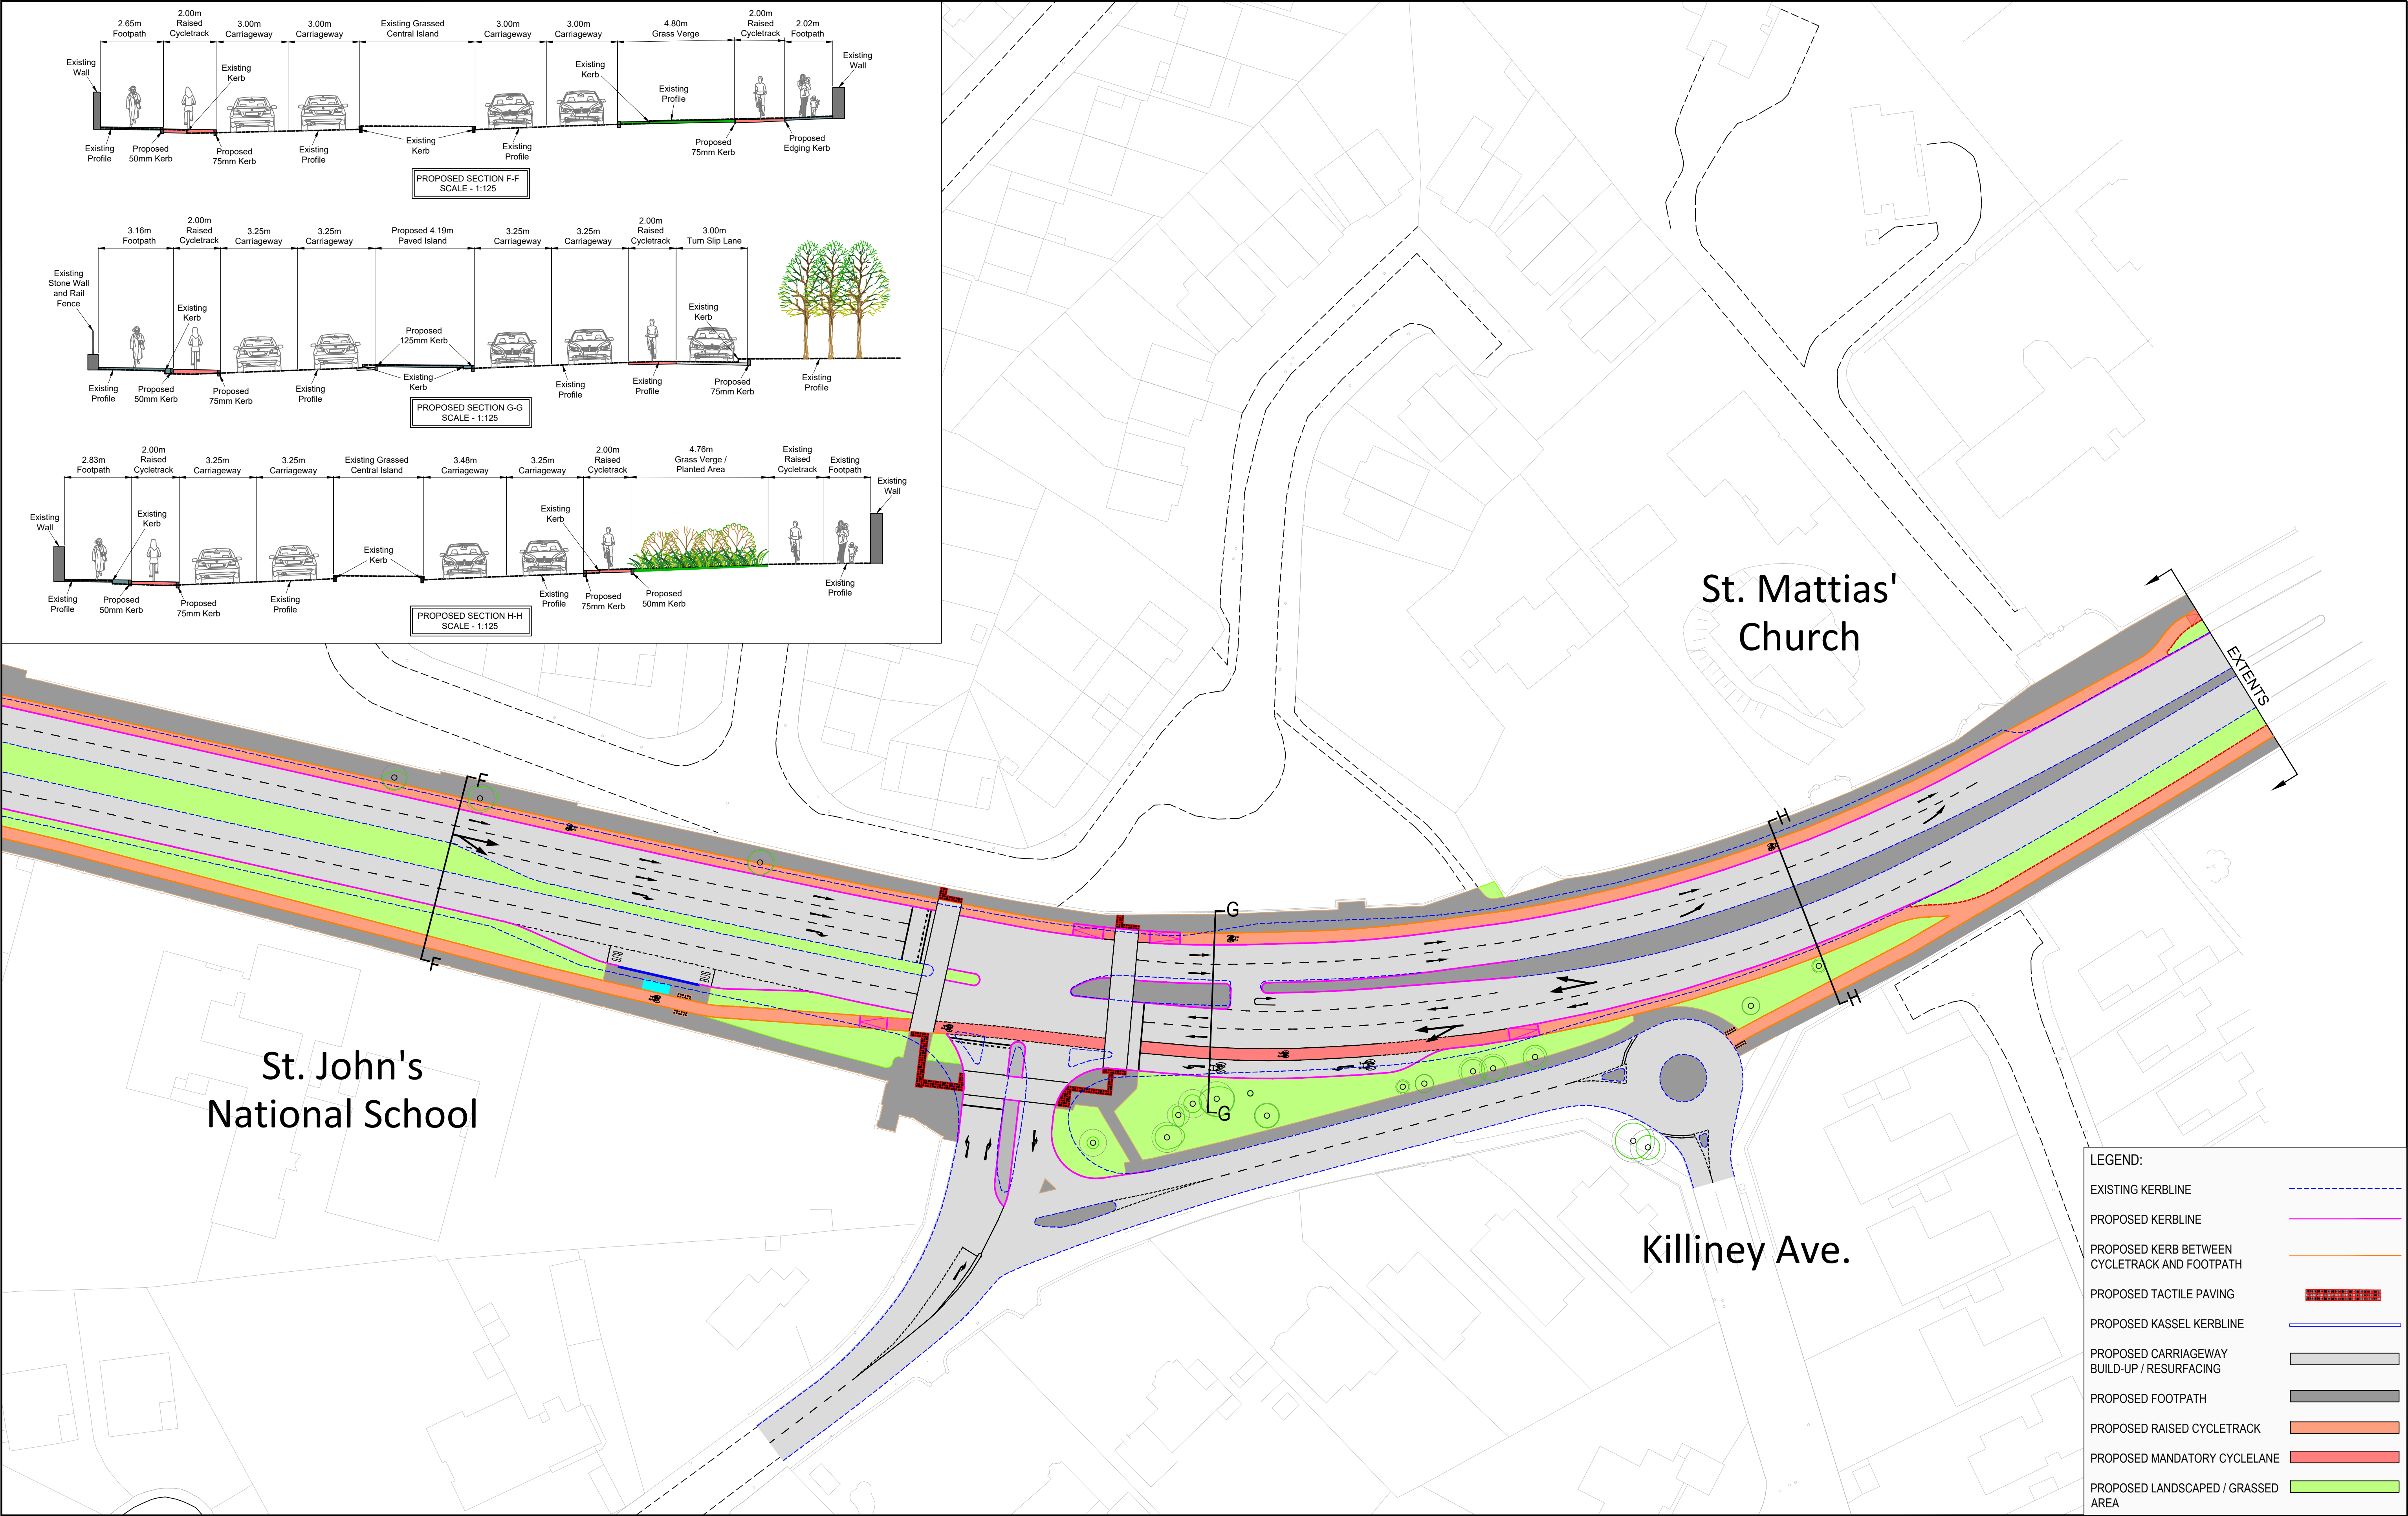 2.65m
Footpath
2.00m
Raised
Cycletrack
3.00m
Carriageway
3.00m
Carriageway
Existing Grassed
Central Island
3.00m
Carriageway
3.00m
Carriageway
4.80m
Grass Verge
2.00m
Raised
Cycletrack
2.02m
Footpath
Existing
Wall
Existing
Kerb
Existing
Kerb
Existing
Profile
Existing
Wall
Existing
Profile
Proposed
50mm Kerb
Proposed
75mm Kerb
Existing
Profile
Existing
Kerb
Existing
Profile
Proposed
75mm Kerb
Proposed
Edging Kerb
PROPOSED SECTION F-F
SCALE - 1:125
3.16m
Footpath
2.00m
Raised
Cycletrack
3.25m
Carriageway
3.25m
Carriageway
Proposed 4.19m
Paved Island
3.25m
Carriageway
3.25m
Carriageway
2.00m
Raised
Cycletrack
3.00m
Turn Slip Lane
Existing
Stone Wall
and Rail
Fence
Existing
Kerb
Proposed
125mm Kerb
Existing
Kerb
Existing
Profile
Proposed
50mm Kerb
Proposed
75mm Kerb
Existing
Profile
Existing
Kerb
Existing
Profile
Existing
Profile
Proposed
75mm Kerb
Existing
Profile
PROPOSED SECTION G-G
SCALE - 1:125
2.83m
Footpath
2.00m
Raised
Cycletrack
3.25m
Carriageway
3.25m
Carriageway
Existing Grassed
Central Island
3.48m
Carriageway
3.25m
Carriageway
2.00m
Raised
Cycletrack
4.76m
Grass Verge /
Planted Area
Existing
Raised
Cycletrack
Existing
Footpath
Existing
Wall
Existing
Kerb
Existing
Kerb
Existing
Kerb
Existing
Wall
Existing
Profile
Proposed
50mm Kerb
Proposed
75mm Kerb
Existing
Profile
Existing
Profile
Proposed
75mm Kerb
Proposed
50mm Kerb
Existing
Profile
PROPOSED SECTION H-H
SCALE - 1:125
St. Mattias'
Church
EXTENTS
F
F
G
G
H
H
BUS
BUS
St. John's
National School
Killiney Ave.
LEGEND:
EXISTING KERBLINE
PROPOSED KERBLINE
PROPOSED KERB BETWEEN
CYCLETRACK AND FOOTPATH
PROPOSED TACTILE PAVING
PROPOSED KASSEL KERBLINE
PROPOSED CARRIAGEWAY
BUILD-UP / RESURFACING
PROPOSED FOOTPATH
PROPOSED RAISED CYCLETRACK
PROPOSED MANDATORY CYCLELANE
PROPOSED LANDSCAPED / GRASSED
AREA